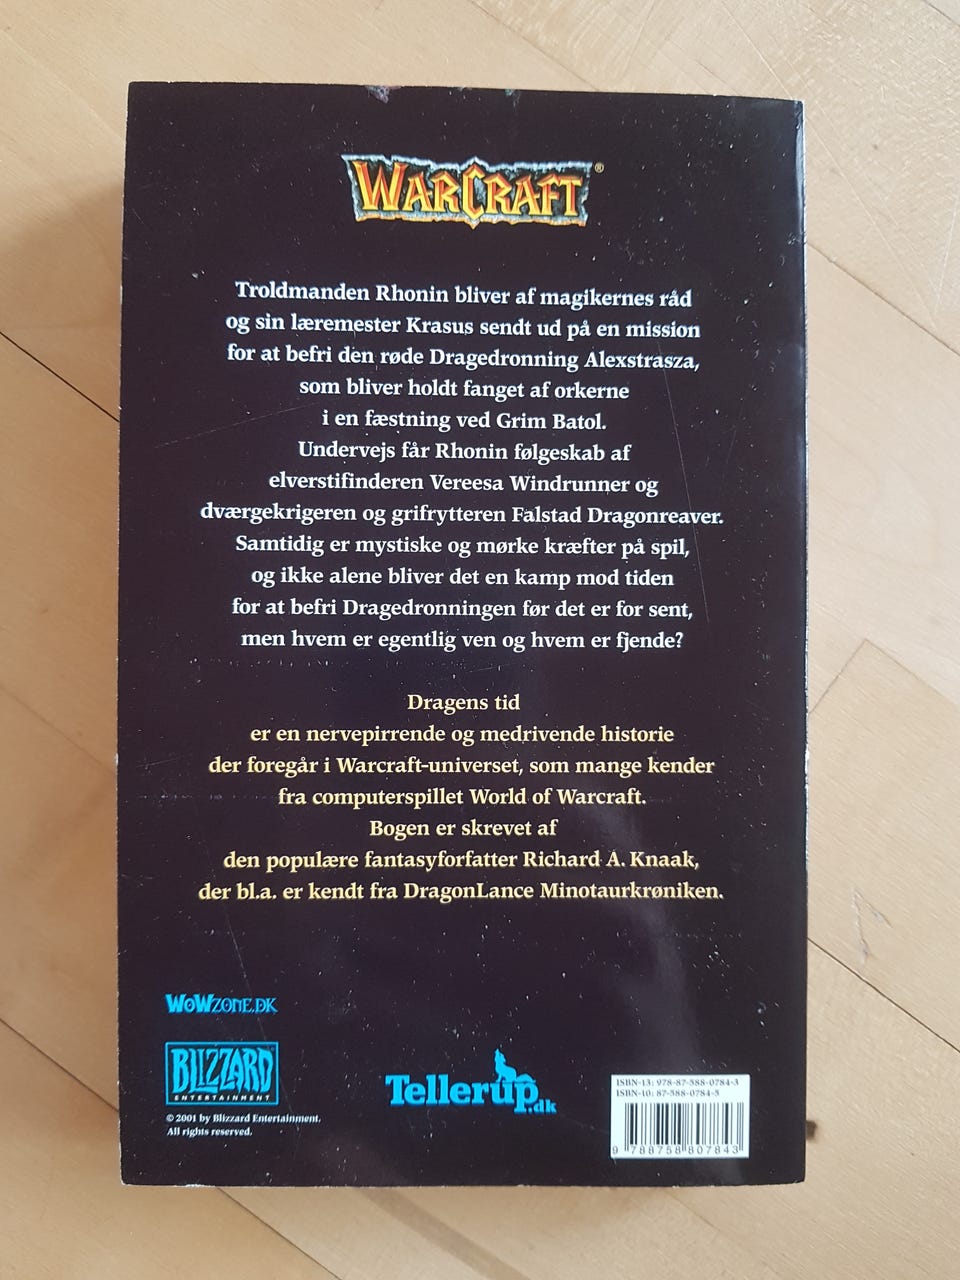 WARCRAFT®
Troldmanden Rhonin bliver af magikernes råd
og sin læremester Krasus sendt ud på en mission
for at befri den røde Dragedronning Alexstrasza,
som bliver holdt fanget af orkerne
i en fæstning ved Grim Batol.
Undervejs får Rhonin følgeskab af
elverstifinderen Vereesa Windrunner og
dværgekrigeren og grifrytteren Falstad Dragonreaver.
Samtidig er mystiske og mørke kræfter på spil,
og ikke alene bliver det en kamp mod tiden
for at befri Dragedronningen før det er for sent,
men hvem er egentlig ven og hvem er fjende?
Dragens tid
er en nervepirrende og medrivende historie
der foregår i Warcraft-universet, som mange kender
fra computerspillet World of Warcraft.
Bogen er skrevet af
den populære fantasyforfatter Richard A. Knaak,
der bl.a. er kendt fra DragonLance Minotaurkrøniken.
WoWZONE.DK
BLIZZARD
ENTERTAINMENT
© 2001 by Blizzard Entertainment.
All rights reserved.
Tellerup.dk
ISBN-13: 978-87-588-0784-3
ISBN-10: 87-588-0784-5
9 788758 807843